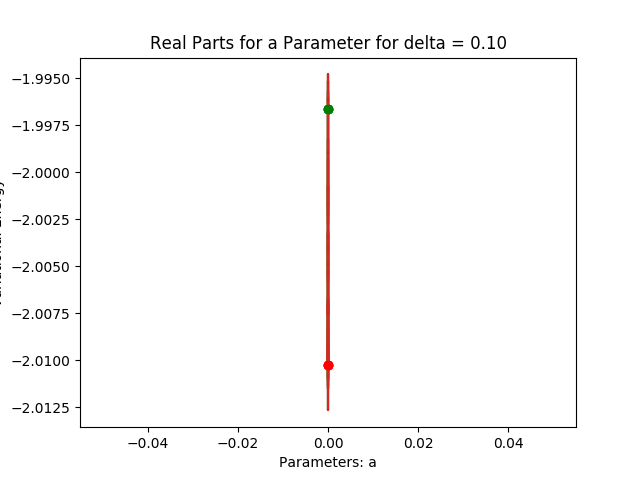 Real Parts for a Parameter for delta = 0.10
−1.9950
−1.9975
−2.0000
−2.0025
−2.0050
−2.0075
−2.0100
−2.0125
−0.04 −0.02 0.00 0.02 0.04
Parameters: a